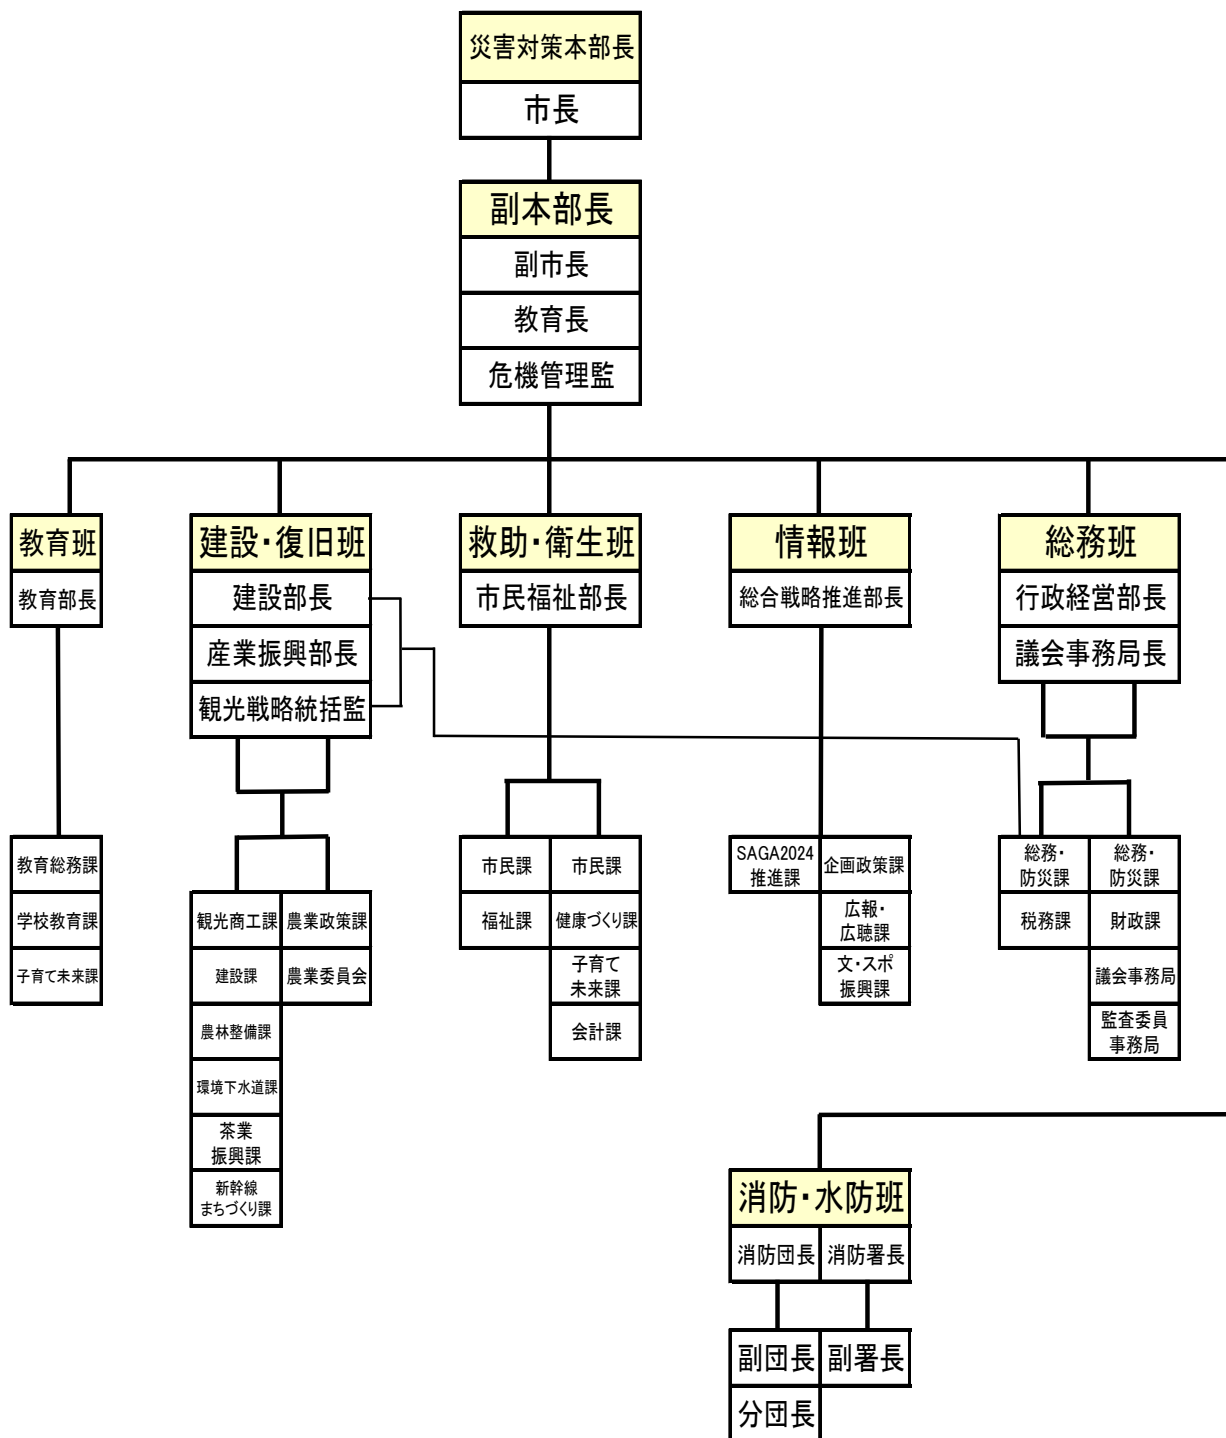 災害対策本部長
市長
副本部長
副市長
教育長
危機管理監
教育班
教育部長
教育総務課
学校教育課
子育て未来課
建設・復旧班
建設部長
産業振興部長
観光戦略統括監
観光商工課
建設課
農林整備課
環境下水道課
茶業
振興課
新幹線
まちづくり課
農業政策課
農業委員会
救助・衛生班
市民福祉部長
市民課
福祉課
市民課
健康づくり課
子育て
未来課
会計課
情報班
総合戦略推進部長
SAGA2024
推進課
企画政策課
広報・
広聴課
文・スポ
振興課
総務班
行政経営部長
議会事務局長
総務・
防災課
税務課
総務・
防災課
財政課
議会事務局
監査委員
事務局
消防・水防班
消防団長
消防署長
副団長
副署長
分団長